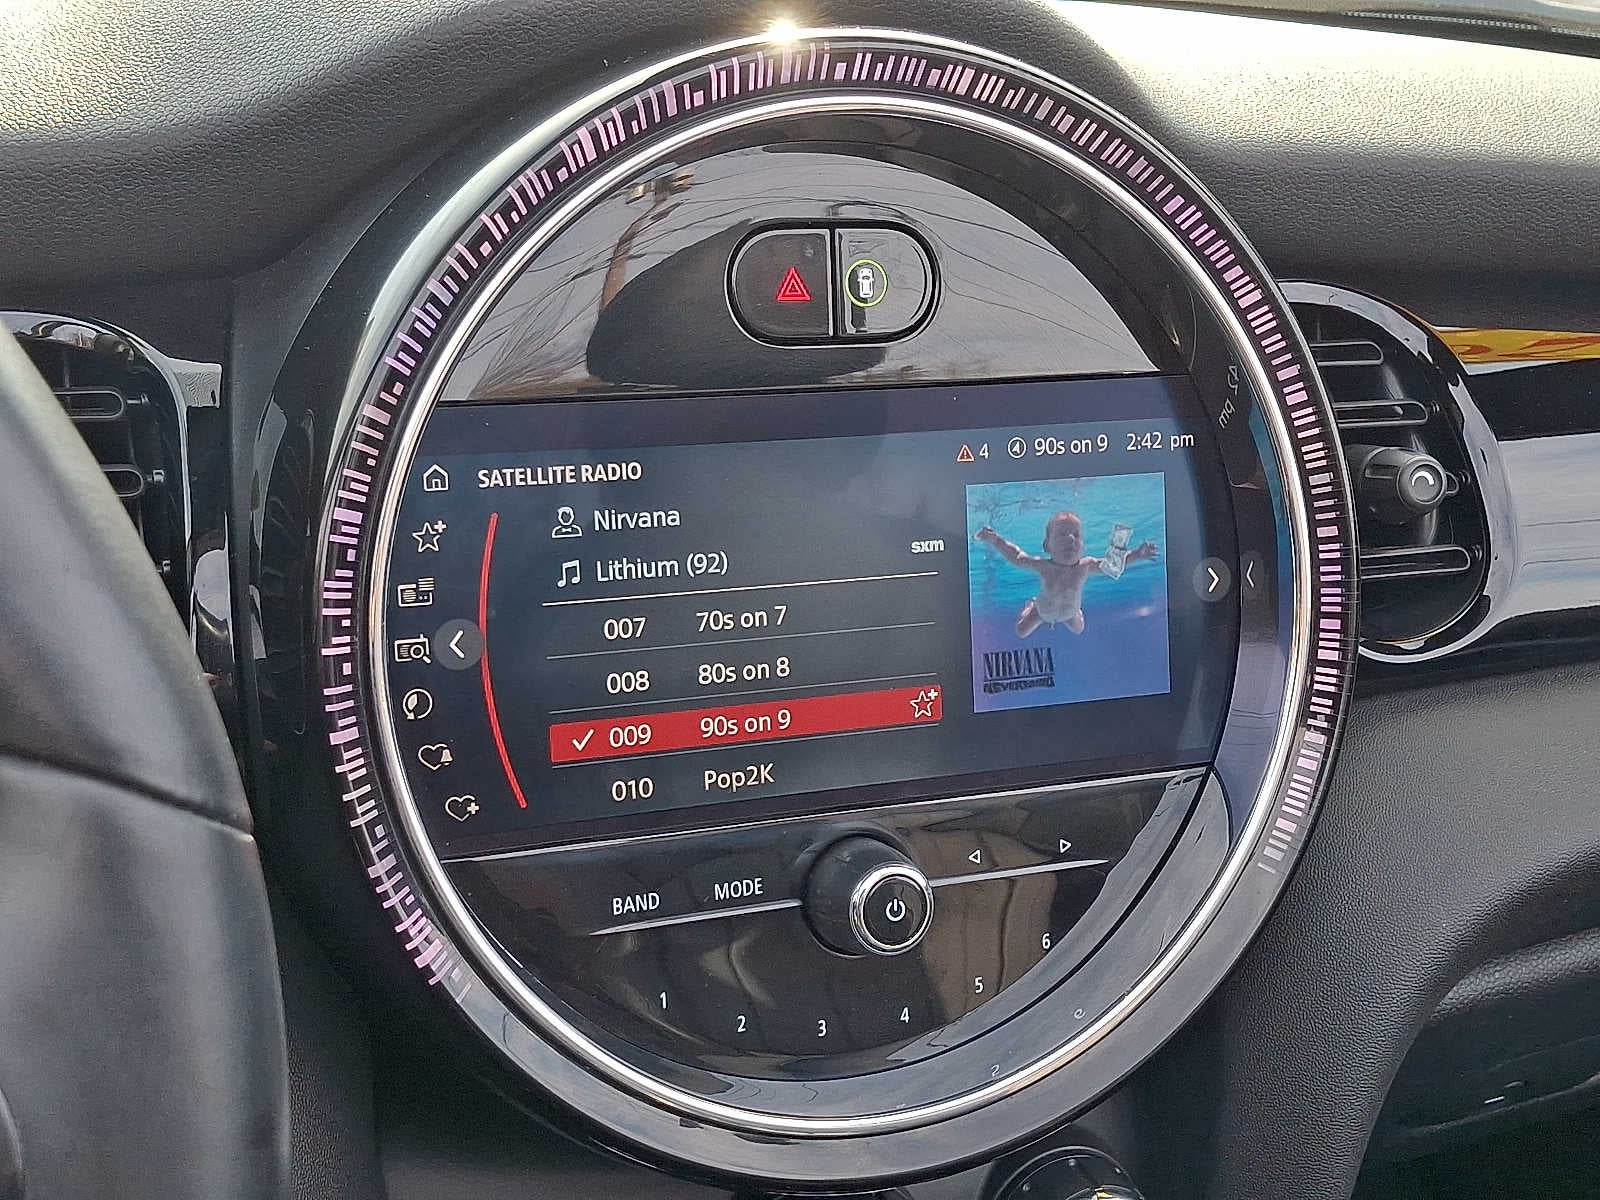 SATELLITE RADIO
4 90s on 9 2:42 pm
Nirvana
Lithium (92)
sxm
007 70s on 7
008 80s on 8
009 90s on 9
010 Pop2K
NIRVANA
NEVERMIND
BAND MODE
1 2 3 4 5 6